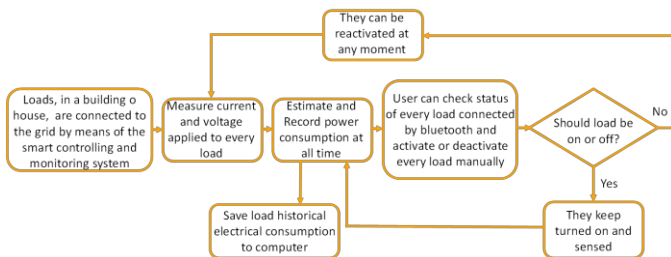 They can be
reactivated at
any moment
Loads, in a building o
house, are connected to
the grid by means of the
smart controlling and
monitoring system
Measure current
and voltage
applied to every
load
Estimate and
Record power
consumption at
all time
User can check status
of every load connected
by bluetooth and
activate or deactivate
every load manually
Should load be
on or off?
No
Yes
Save load historical
electrical consumption
to computer
They keep
turned on and
sensed